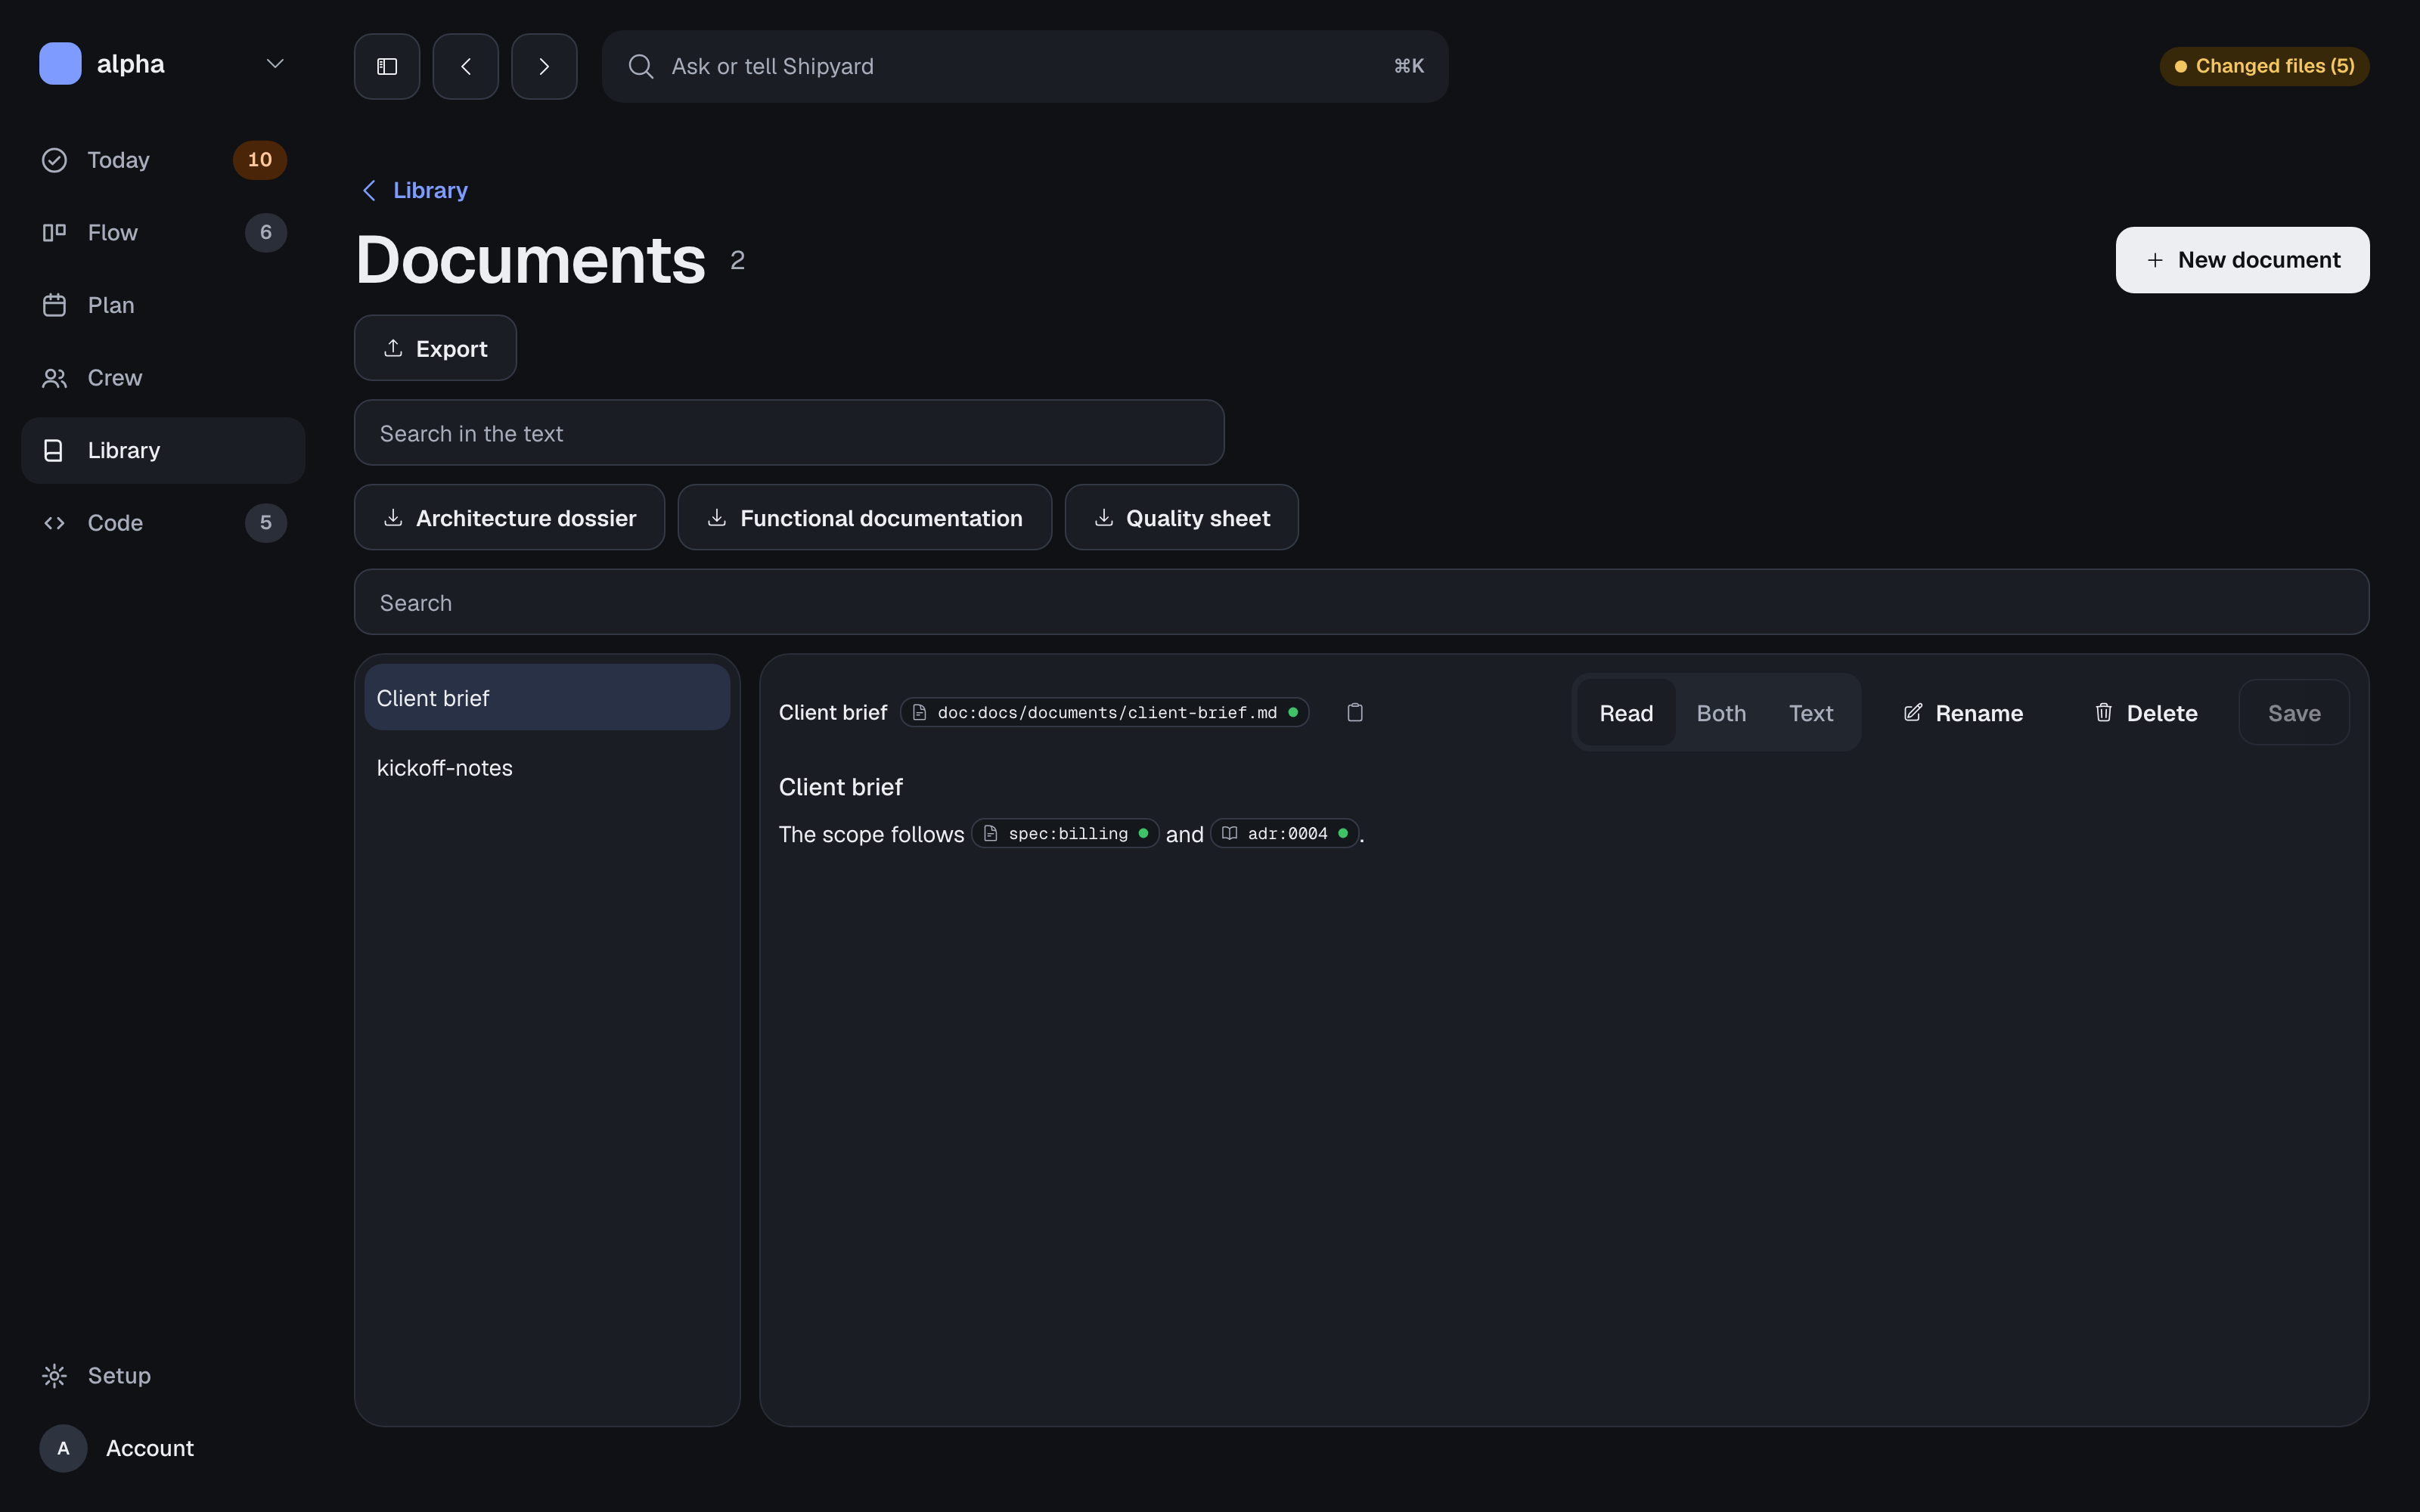 alpha
Ask or tell Shipyard ⌘K
Changed files (5)
Today 10
Flow 6
Plan
Crew
Library
Code 5
Setup
A Account
Library
Documents 2
New document
Export
Search in the text
Architecture dossier
Functional documentation
Quality sheet
Search
Client brief
kickoff-notes
Client brief doc:docs/documents/client-brief.md
Read Both Text
Rename
Delete
Save
Client brief
The scope follows spec:billing and adr:0004.